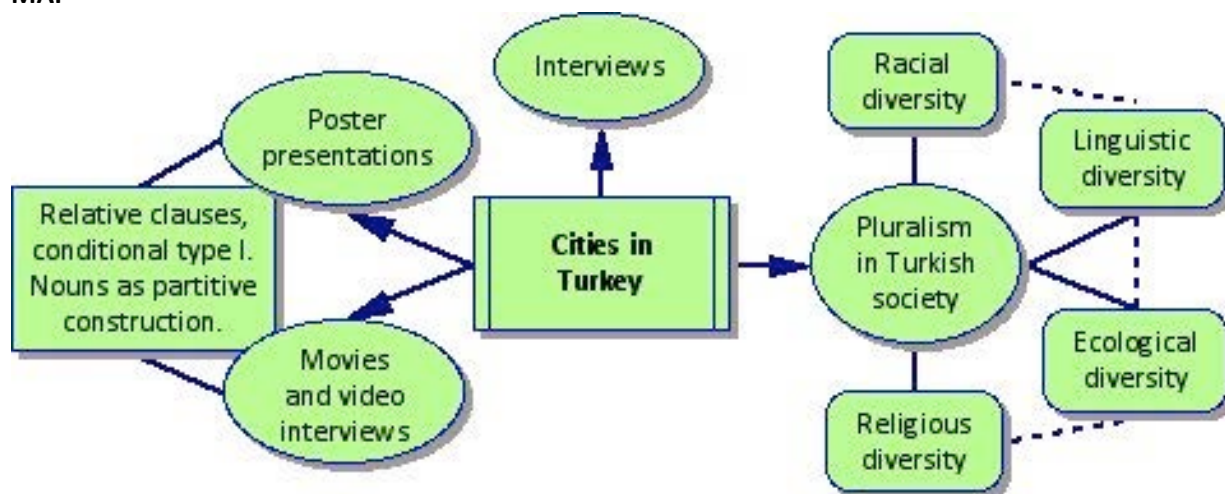 Interviews
Racial
diversity
Poster
presentations
Linguistic
diversity
Relative clauses,
conditional type I.
Nouns as partitive
construction.
Cities in
Turkey
Pluralism
in Turkish
society
Movies
and video
interviews
Ecological
diversity
Religious
diversity